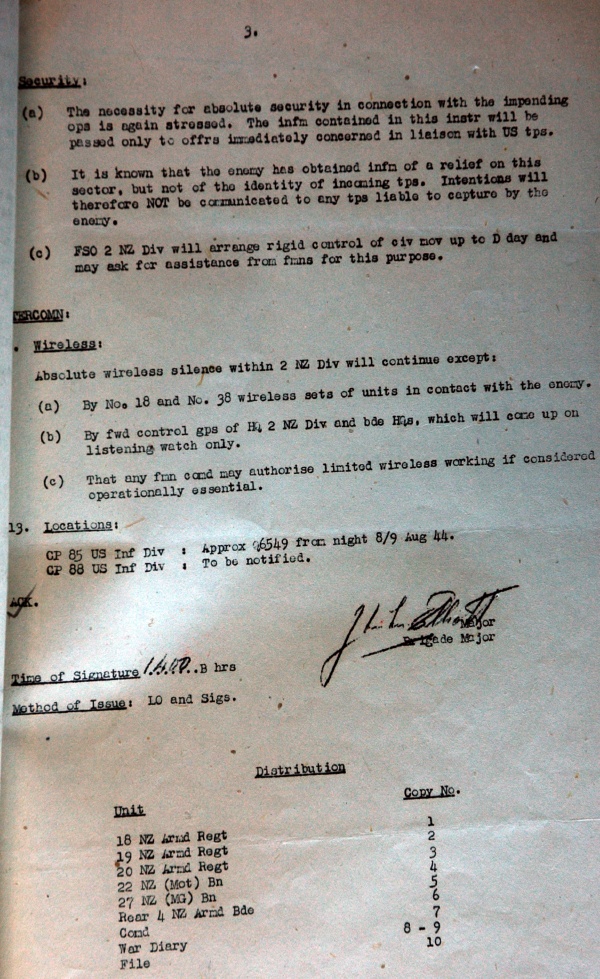 3.
Security:
(a) The necessity for absolute security in connection with the impending
ops is again stressed. The infm contained in this instr will be
passed only to offrs immediately concerned in liaison with US tps.
(b) It is known that the enemy has obtained infm of a relief on this
sector, but not of the identity of incoming tps. Intentions will
therefore NOT be communicated to any tps liable to capture by the
enemy.
(c) FSO 2 NZ Div will arrange rigid control of civ mov up to D day and
may ask for assistance from fmns for this purpose.
TERCOMN:
. Wireless:
Absolute wireless silence within 2 NZ Div will continue except:
(a) By No. 18 and No. 38 wireless sets of units in contact with the enemy.
(b) By fwd control gps of HQ 2 NZ Div and bde HQs, which will come up on
listening watch only.
(c) That any fmn comd may authorise limited wireless working if considered
operationally essential.
13. Locations:
CP 85 US Inf Div : Approx 6549 from night 8/9 Aug 44.
CP 88 US Inf Div : To be notified.
ACK.
Major
Brigade Major
Time of Signature 1400..B hrs
Method of Issue: LO and Sigs.
Distribution
Unit Copy No.
18 NZ Armd Regt 1
19 NZ Armd Regt 2
20 NZ Armd Regt 3
22 NZ (Mot) Bn 4
27 NZ (MG) Bn 5
Rear 4 NZ Armd Bde 6
Comd 7
War Diary 8 - 9
File 10